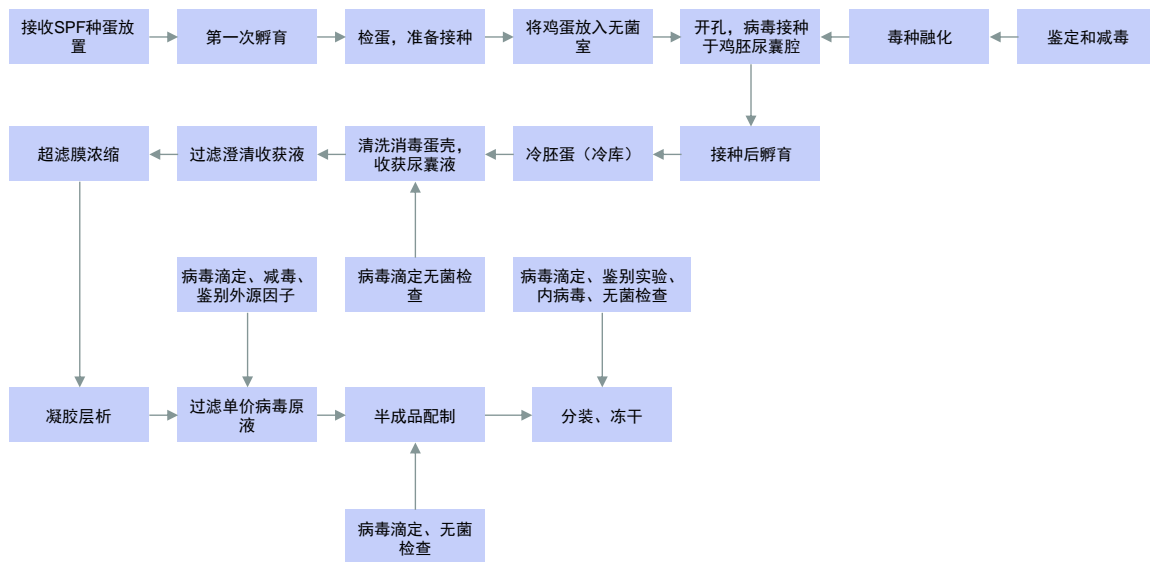 接收SPF种蛋放
置
第一次孵育
检蛋，准备接种
将鸡蛋放入无菌
室
开孔，病毒接种
于鸡胚尿囊腔
毒种融化
鉴定和减毒
超滤膜浓缩
过滤澄清收获液
清洗消毒蛋壳，
收获尿囊液
冷胚蛋（冷库）
接种后孵育
病毒滴定、减毒、
鉴别外源因子
病毒滴定无菌检
查
病毒滴定、鉴别实验、
内病毒、无菌检查
凝胶层析
过滤单价病毒原
液
半成品配制
分装、冻干
病毒滴定、无菌
检查